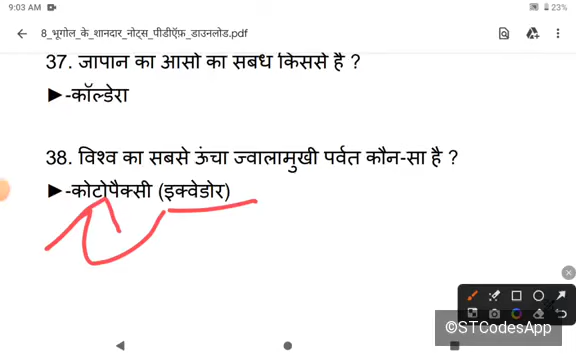 9:03 AM
23%
8_भूगोल_के_शानदार_नोट्स_पीडीऍफ़_डाउनलोड.pdf
37. जापान का आसो का संबंध किससे है ?
►-कॉल्डेरा
38. विश्व का सबसे ऊंचा ज्वालामुखी पर्वत कौन-सा है ?
►-कोटोपैक्सी (इक्वेडोर)
©STCodesApp